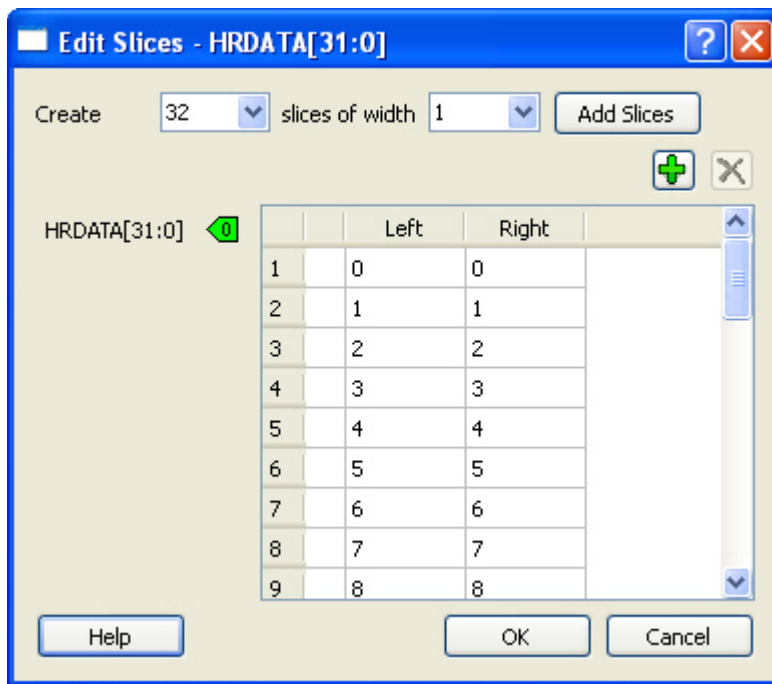 Edit Slices - HRDATA[31:0]
?
Create 32 slices of width 1 Add Slices
HRDATA[31:0] 0
Left Right
1 0 0
2 1 1
3 2 2
4 3 3
5 4 4
6 5 5
7 6 6
8 7 7
9 8 8
Help OK Cancel